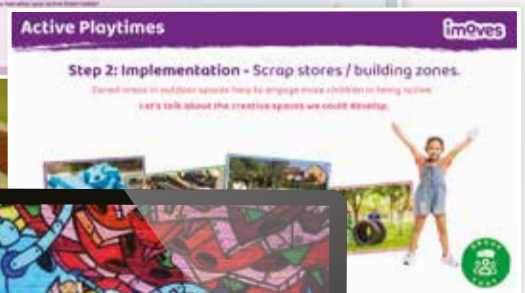 Active Playtimes
imoves
Step 2: Implementation - Scrap stores / building zones.
Zoned areas in outdoor spaces help to engage more children in being active.
Let's talk about the creative spaces we could develop.